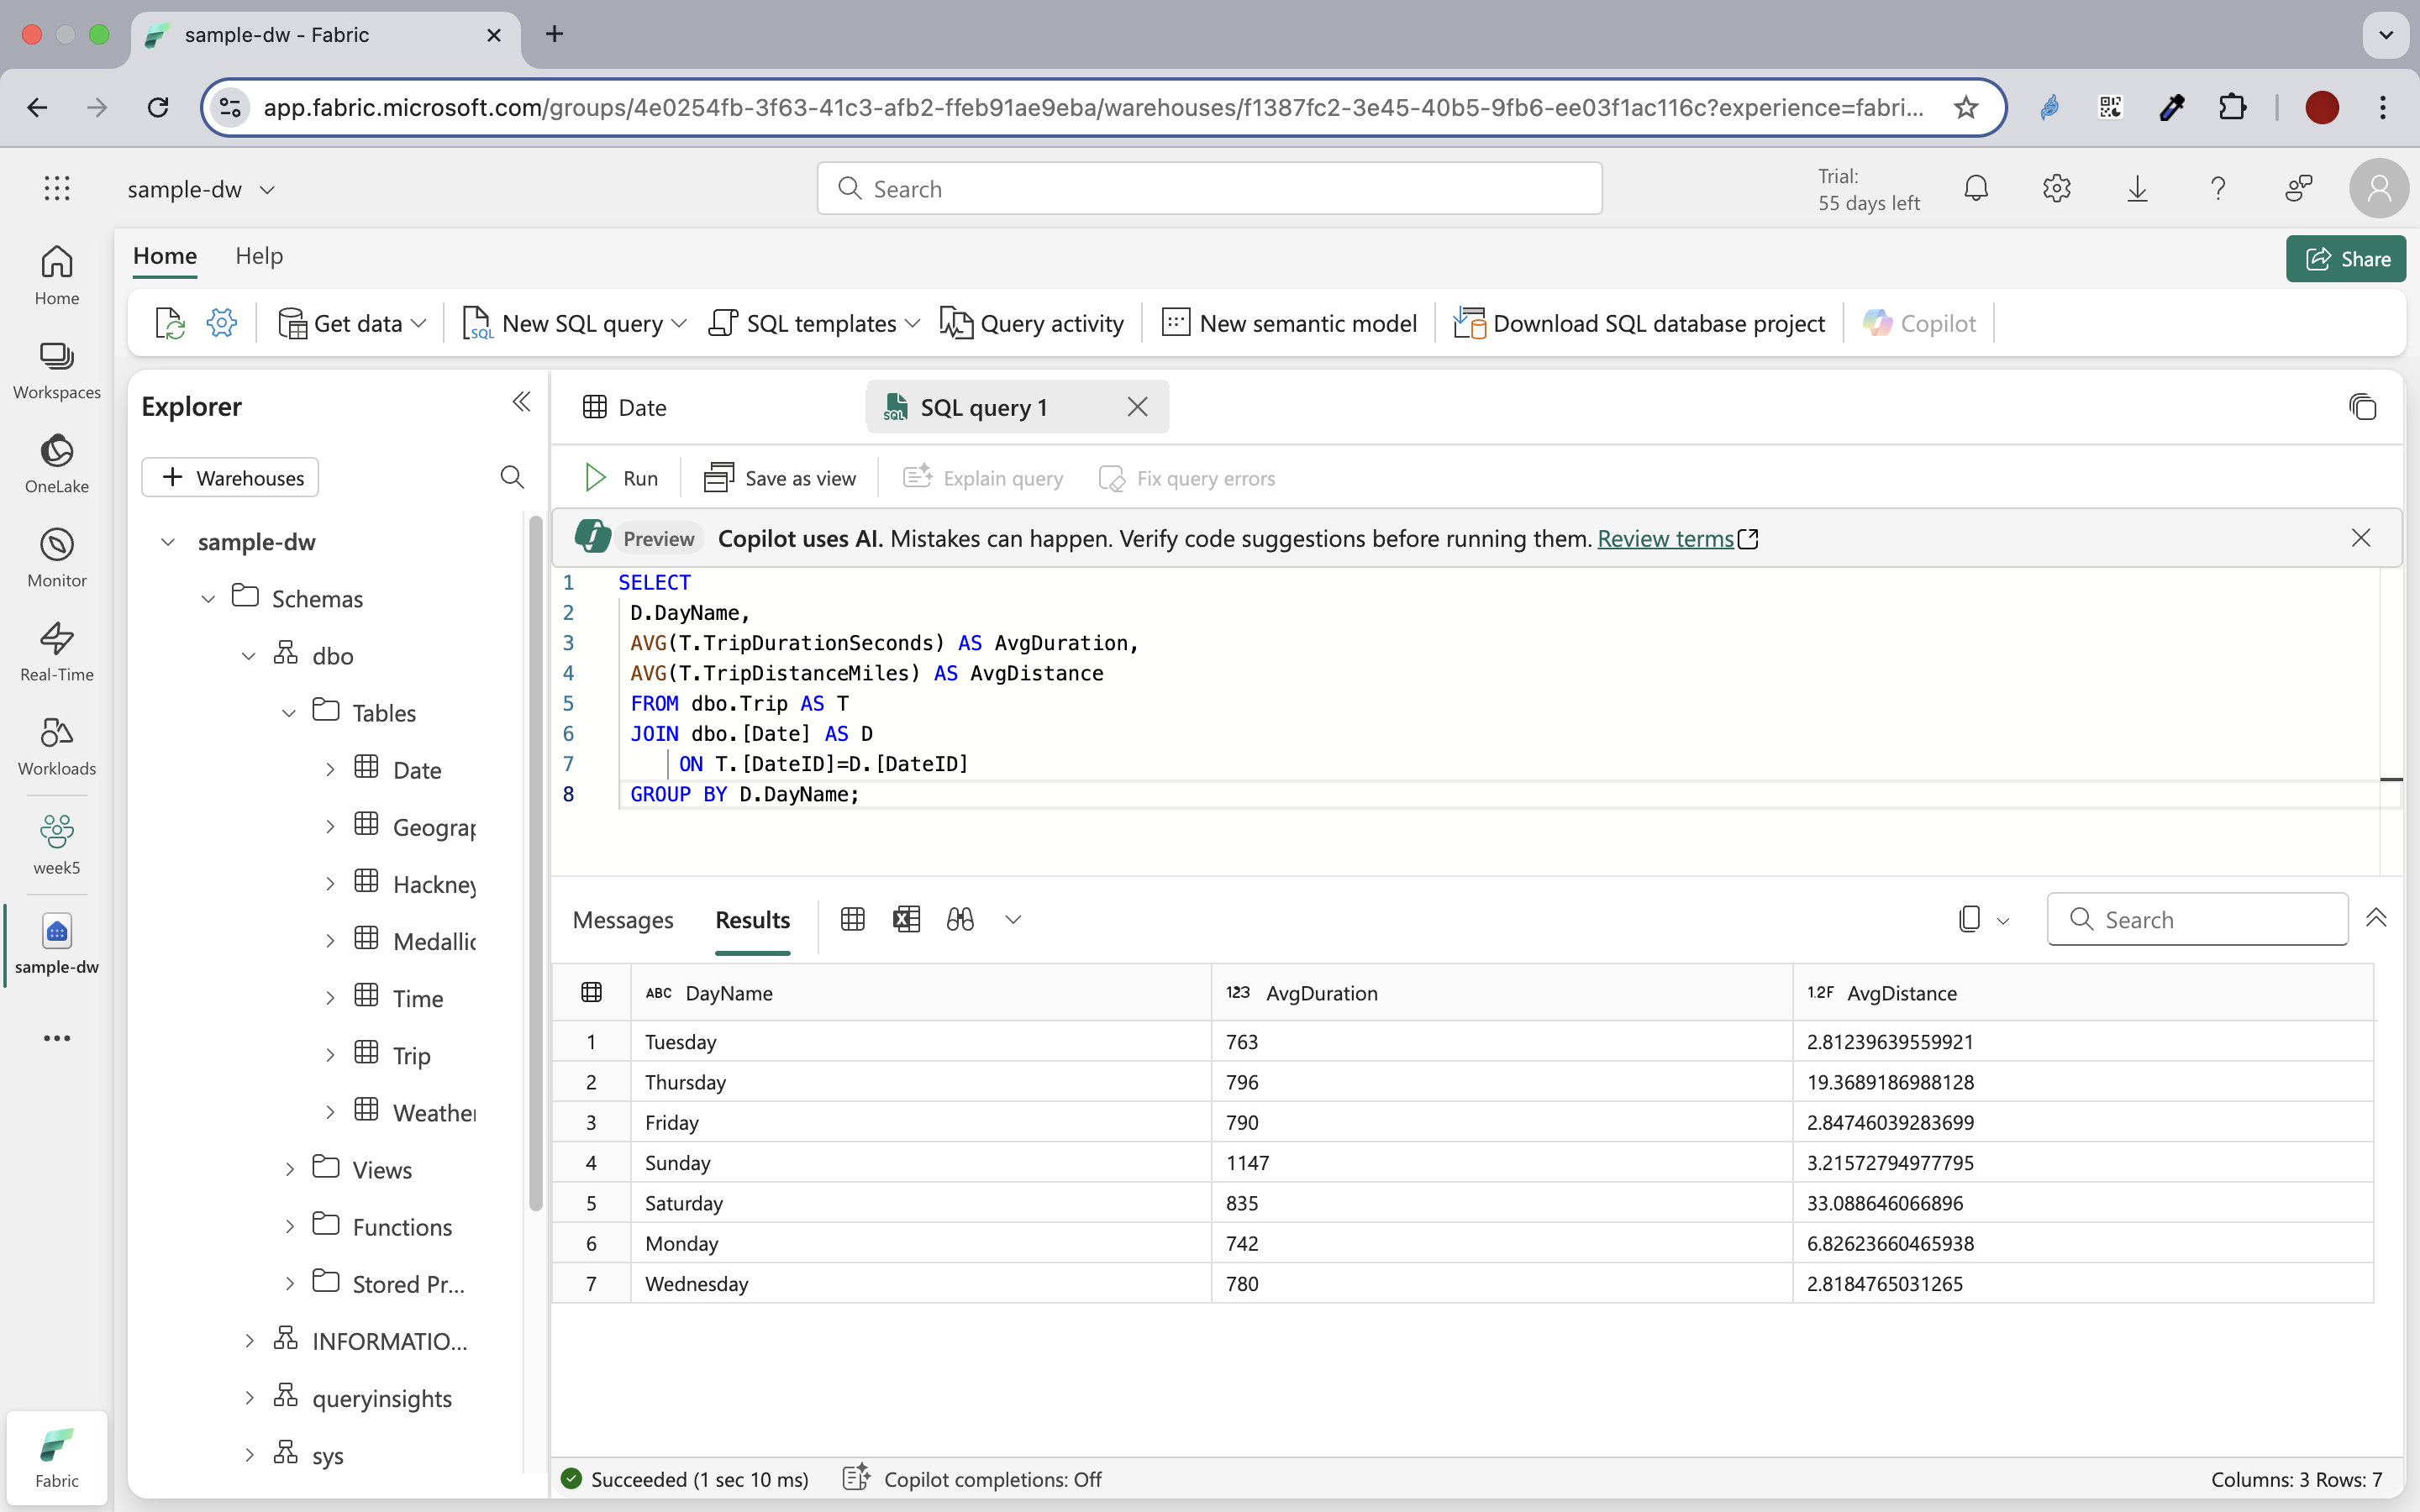 sample-dw - Fabric
app.fabric.microsoft.com/groups/4e0254fb-3f63-41c3-afb2-ffeb91ae9eba/warehouses/f1387fc2-3e45-40b5-9fb6-ee03f1ac116c?experience=fabri...
sample-dw
Search
Trial:
55 days left
Home Help
Share
Get data New SQL query SQL templates Query activity New semantic model Download SQL database project Copilot
Home
Workspaces
OneLake
Monitor
Real-Time
Workloads
week5
sample-dw
Fabric
Explorer
+ Warehouses
sample-dw
Schemas
dbo
Tables
Date
Geograp
Hackney
Medallic
Time
Trip
Weather
Views
Functions
Stored Pr...
INFORMATIO...
queryinsights
sys
Date SQL query 1
Run Save as view Explain query Fix query errors
Preview Copilot uses AI. Mistakes can happen. Verify code suggestions before running them. Review terms
1 SELECT
2 D.DayName,
3 AVG(T.TripDurationSeconds) AS AvgDuration,
4 AVG(T.TripDistanceMiles) AS AvgDistance
5 FROM dbo.Trip AS T
6 JOIN dbo.[Date] AS D
7 ON T.[DateID]=D.[DateID]
8 GROUP BY D.DayName;
Messages Results
Search
ABC DayName 123 AvgDuration 1.2F AvgDistance
1 Tuesday 763 2.81239639559921
2 Thursday 796 19.3689186988128
3 Friday 790 2.84746039283699
4 Sunday 1147 3.21572794977795
5 Saturday 835 33.088646066896
6 Monday 742 6.82623660465938
7 Wednesday 780 2.8184765031265
Succeeded (1 sec 10 ms) Copilot completions: Off
Columns: 3 Rows: 7